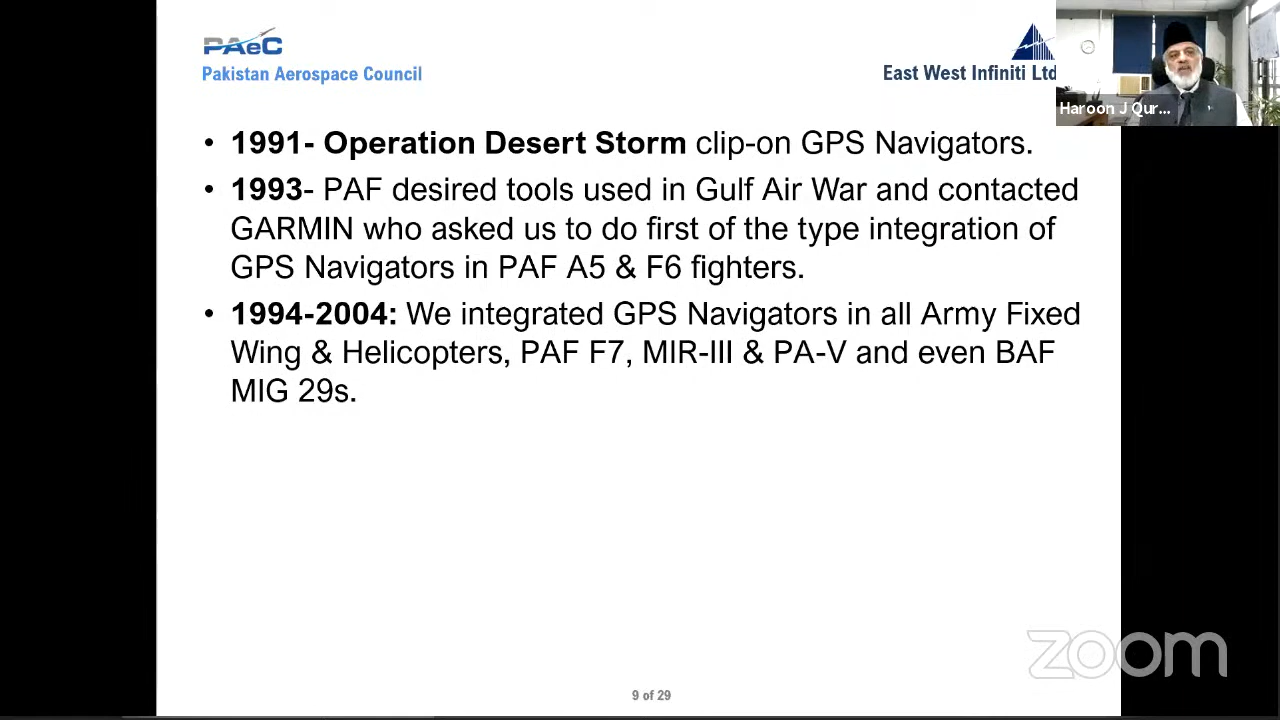 PAeC
Pakistan Aerospace Council
East West Infiniti Ltd
Haroon J Qur...
• 1991- Operation Desert Storm clip-on GPS Navigators.
• 1993- PAF desired tools used in Gulf Air War and contacted
GARMIN who asked us to do first of the type integration of
GPS Navigators in PAF A5 & F6 fighters.
• 1994-2004: We integrated GPS Navigators in all Army Fixed
Wing & Helicopters, PAF F7, MIR-III & PA-V and even BAF
MIG 29s.
zoom
9 of 29